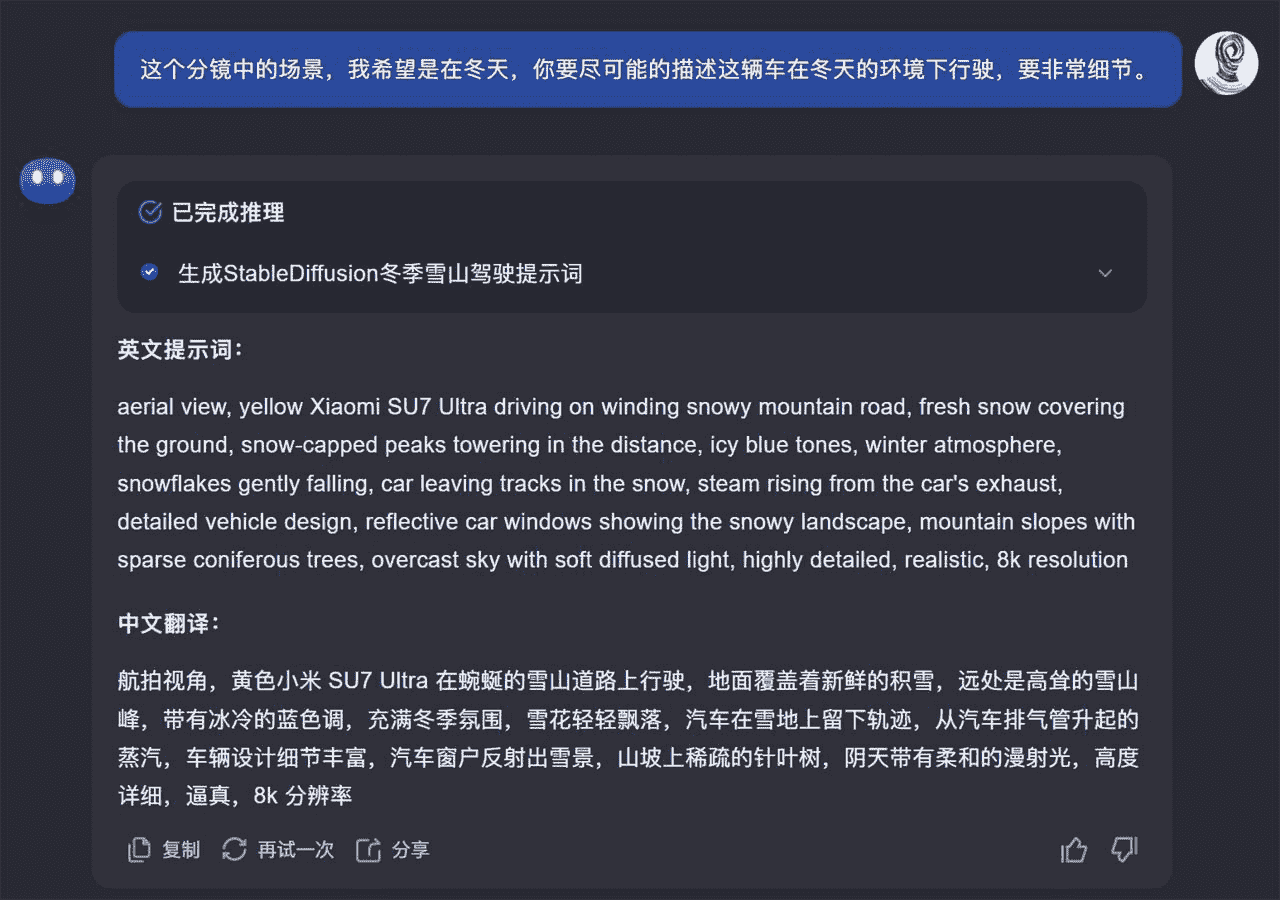 这个分镜中的场景，我希望是在冬天，你要尽可能的描述这辆车在冬天的环境下行驶，要非常细节。
已完成推理
生成StableDiffusion冬季雪山驾驶提示词
英文提示词：
aerial view, yellow Xiaomi SU7 Ultra driving on winding snowy mountain road, fresh snow covering
the ground, snow-capped peaks towering in the distance, icy blue tones, winter atmosphere,
snowflakes gently falling, car leaving tracks in the snow, steam rising from the car's exhaust,
detailed vehicle design, reflective car windows showing the snowy landscape, mountain slopes with
sparse coniferous trees, overcast sky with soft diffused light, highly detailed, realistic, 8k resolution
中文翻译：
航拍视角，黄色小米 SU7 Ultra 在蜿蜒的雪山道路上行驶，地面覆盖着新鲜的积雪，远处是高耸的雪山
峰，带有冰冷的蓝色调，充满冬季氛围，雪花轻轻飘落，汽车在雪地上留下轨迹，从汽车排气管升起的
蒸汽，车辆设计细节丰富，汽车窗户反射出雪景，山坡上稀疏的针叶树，阴天带有柔和的漫射光，高度
详细，逼真，8k 分辨率
复制 再试一次 分享